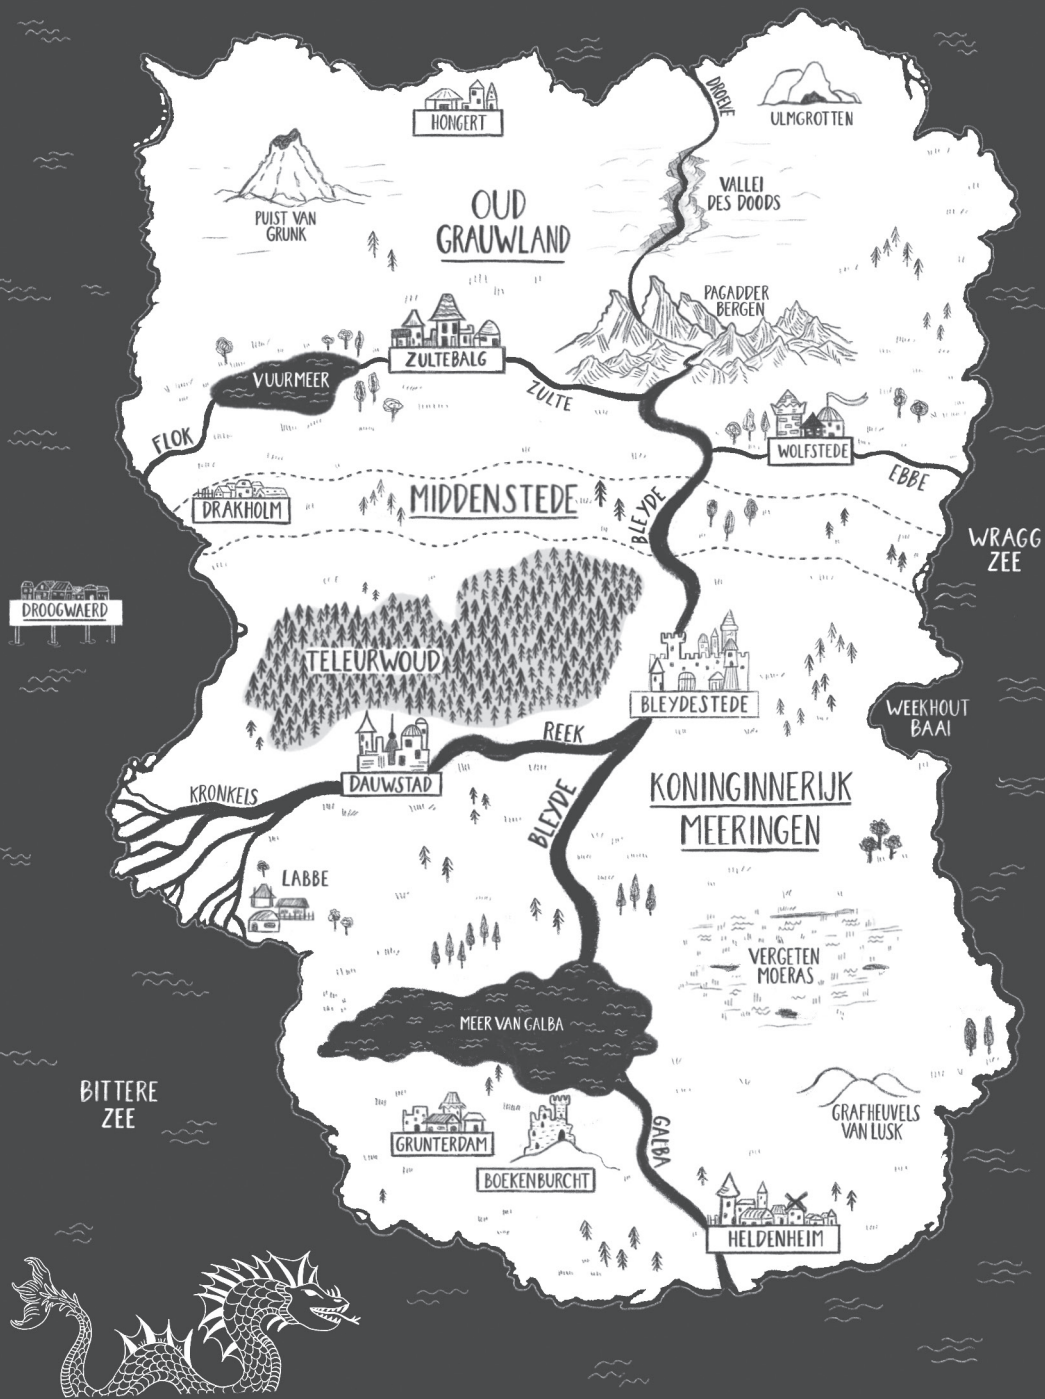 DROEVE
HONGERT
ULMGROTTEN
VALLEI
DES DOODS
PUIST VAN
GRUNK
OUD
GRAUWLAND
PAGADDER
BERGEN
ZULTEBALG
VUURMEER
ZULTE
FLOK
WOLFSTEDE
EBBE
DRAKHOLM
MIDDENSTEDE
BLEYDE
WRAGG
ZEE
DROOGWAERD
TELEURWOUD
BLEYDESTEDE
WEEKHOUT
BAAI
REEK
DAUWSTAD
KRONKELS
KONINGINNERIJK
MEERINGEN
BLEYDE
LABBE
VERGETEN
MOERAS
MEER VAN GALBA
BITTERE
ZEE
GRAFHEUVELS
VAN LUSK
GRUNTERDAM
GALBA
BOEKENBURCHT
HELDENHEIM